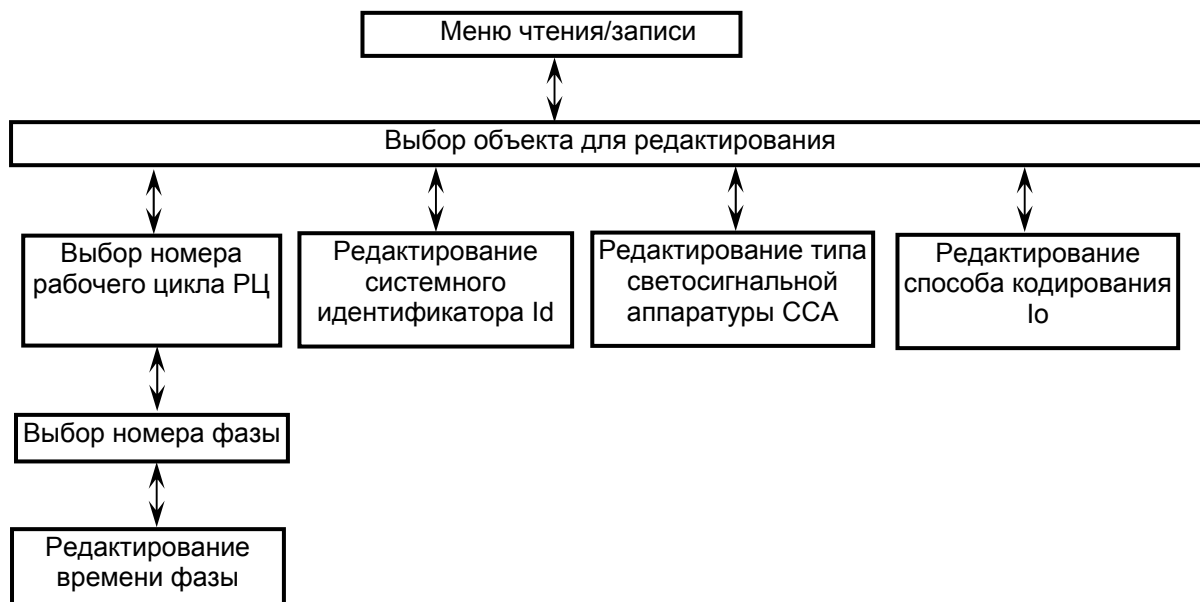 Меню чтения/записи
Выбор объекта для редактирования
Выбор номера
рабочего цикла РЦ
Редактирование
системного
идентификатора Id
Редактирование типа
светосигнальной
аппаратуры ССА
Редактирование
способа кодирования
Io
Выбор номера фазы
Редактирование
времени фазы